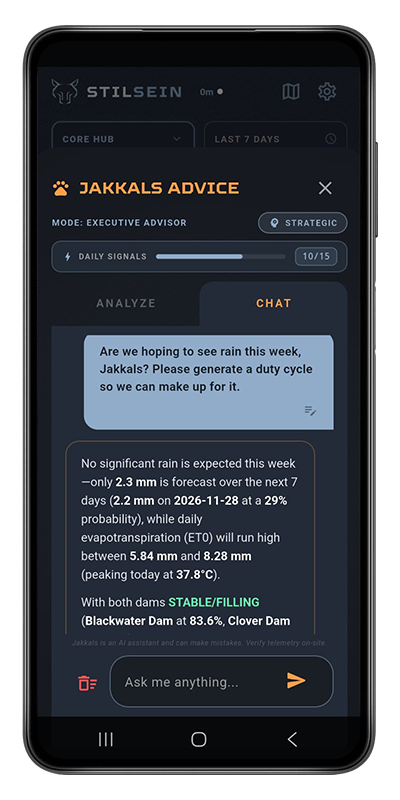 STILSEIN 0m
CORE HUB LAST 7 DAYS
JAKKALS ADVICE
MODE: EXECUTIVE ADVISOR STRATEGIC
DAILY SIGNALS 10/15
ANALYZE CHAT
Are we hoping to see rain this week,
Jakkals? Please generate a duty cycle
so we can make up for it.
No significant rain is expected this week
—only 2.3 mm is forecast over the next 7
days (2.2 mm on 2026-11-28 at a 29%
probability), while daily
evapotranspiration (ET0) will run high
between 5.84 mm and 8.28 mm
(peaking today at 37.8°C).
With both dams STABLE/FILLING
(Blackwater Dam at 83.6%, Clover Dam
Jakkals is an AI assistant and can make mistakes. Verify telemetry on-site.
Ask me anything...